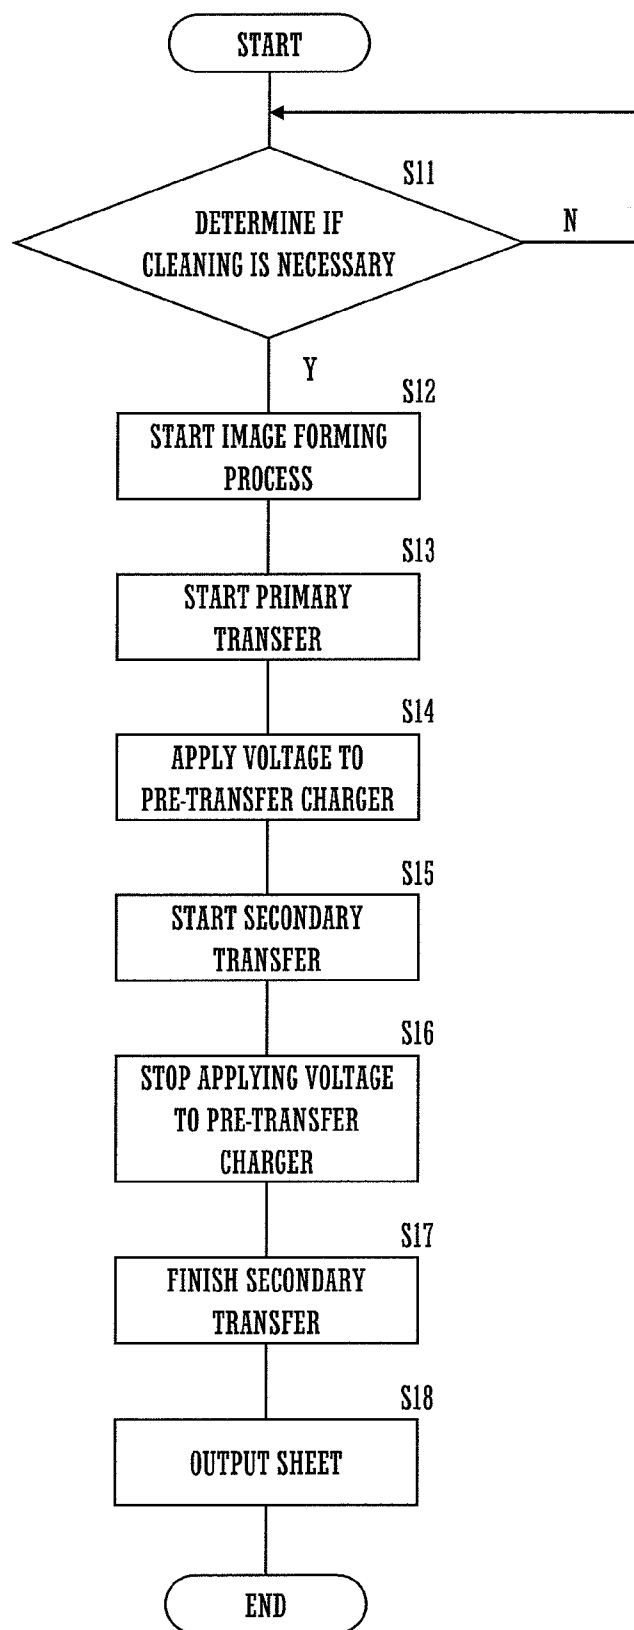 START
S11
DETERMINE IF
CLEANING IS NECESSARY
N
Y
S12
START IMAGE FORMING
PROCESS
S13
START PRIMARY
TRANSFER
S14
APPLY VOLTAGE TO
PRE-TRANSFER CHARGER
S15
START SECONDARY
TRANSFER
S16
STOP APPLYING VOLTAGE
TO PRE-TRANSFER
CHARGER
S17
FINISH SECONDARY
TRANSFER
S18
OUTPUT SHEET
END